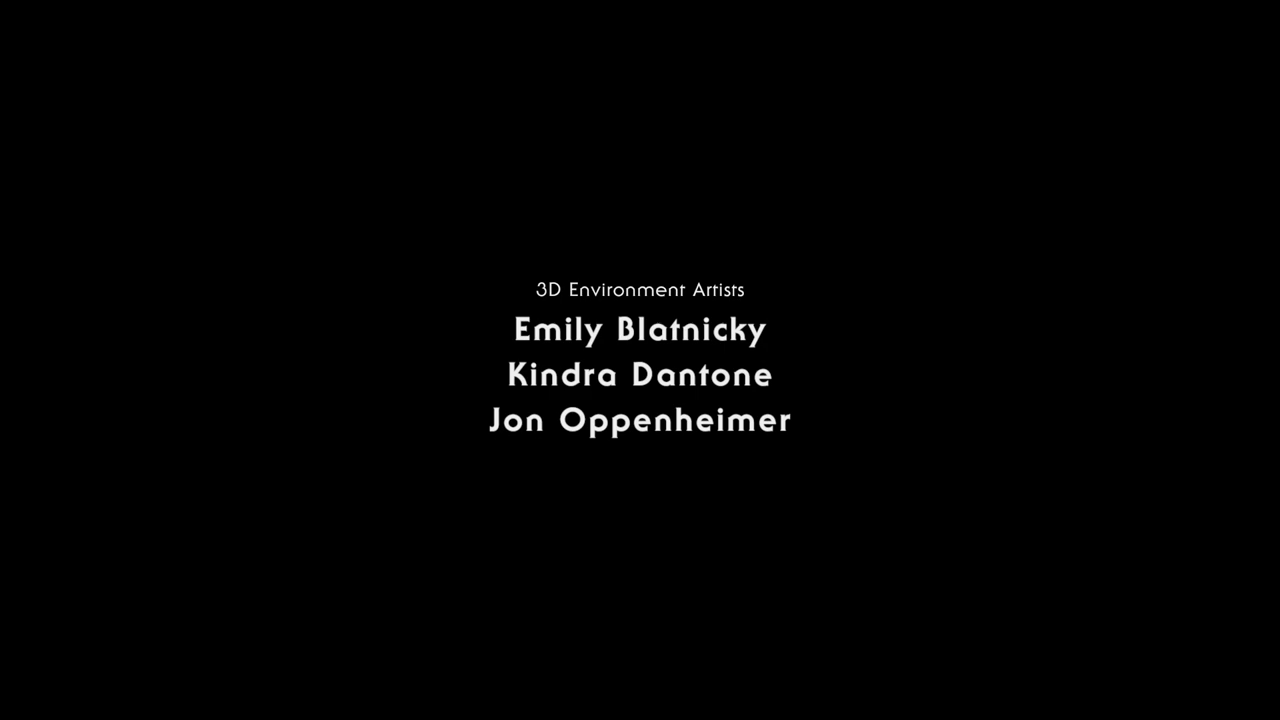 3D Environment Artists
Emily Blatnicky
Kindra Dantone
Jon Oppenheimer